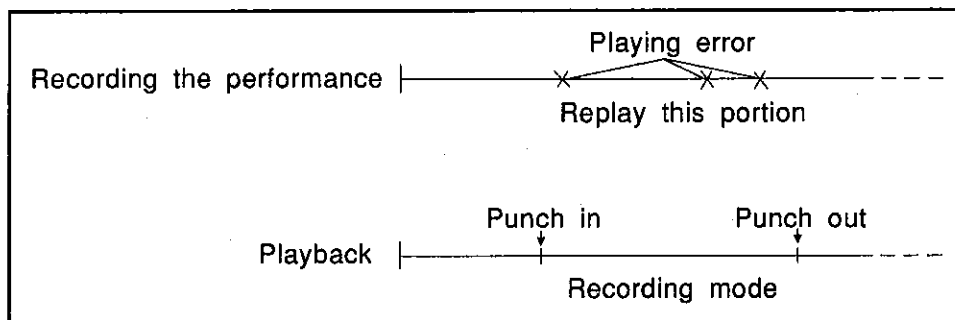 Playing error
Recording the performance
Replay this portion
Punch in
Punch out
Playback
Recording mode